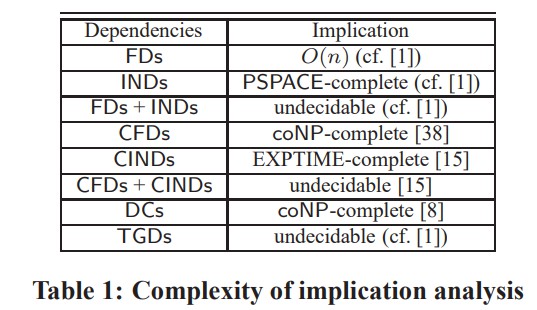 Dependencies Implication
FDs O(n) (cf. [1])
INDs PSPACE-complete (cf. [1])
FDs + INDs undecidable (cf. [1])
CFDs coNP-complete [38]
CINDs EXPTIME-complete [15]
CFDs + CINDs undecidable [15]
DCs coNP-complete [8]
TGDs undecidable (cf. [1])
Table 1: Complexity of implication analysis